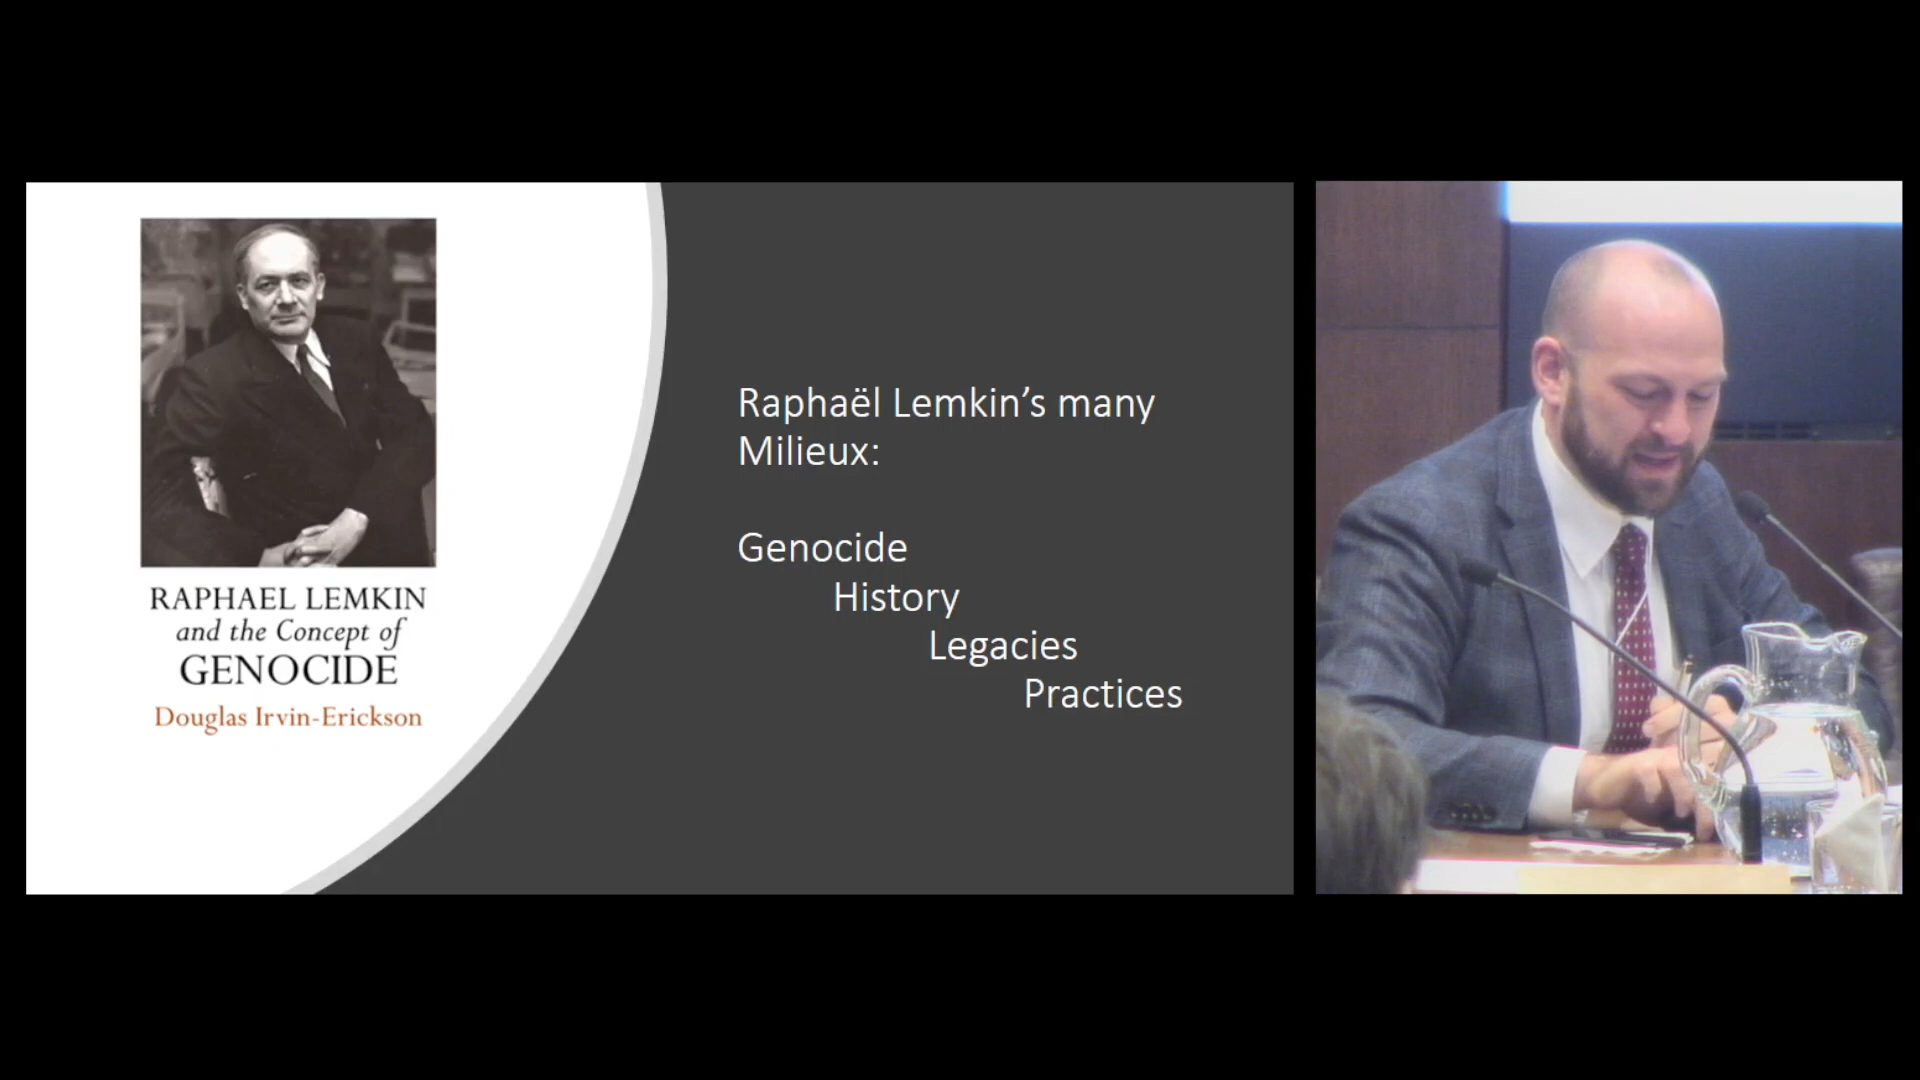 RAPHAEL LEMKIN
and the Concept of
GENOCIDE
Douglas Irvin-Erickson
Raphaël Lemkin’s many
Milieux:
Genocide
History
Legacies
Practices